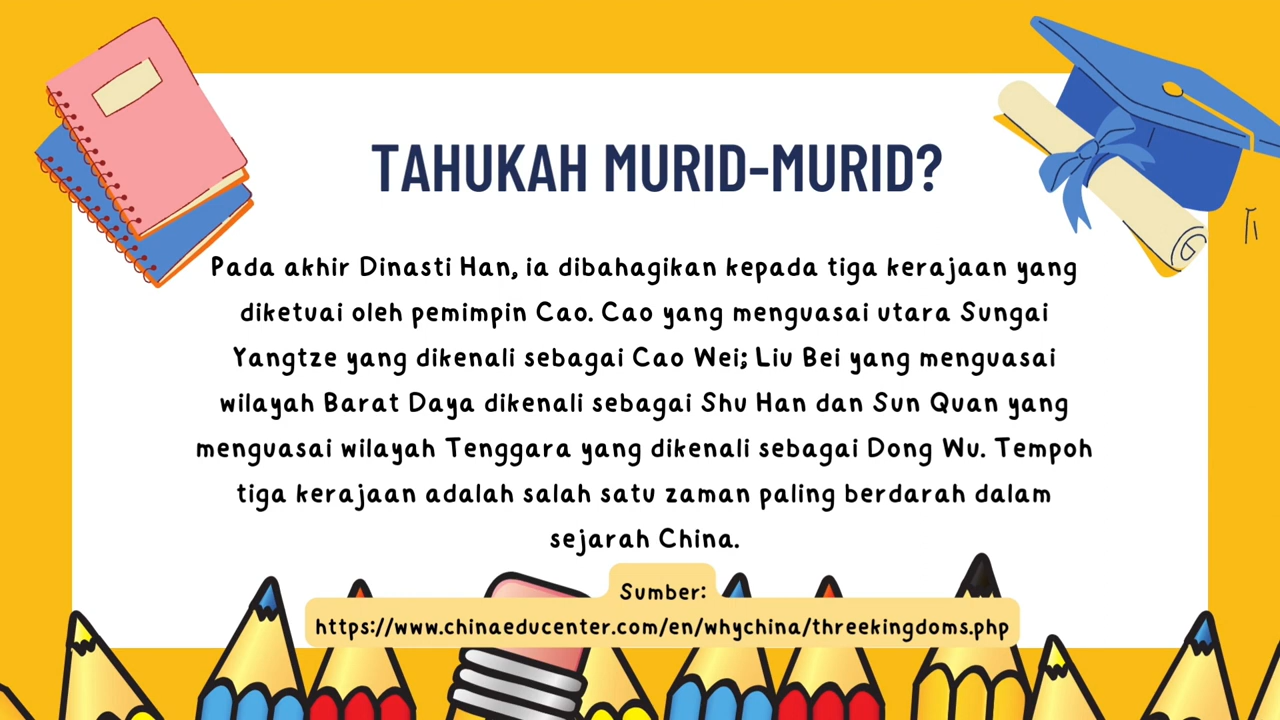 TAHUKAH MURID-MURID?
Pada akhir Dinasti Han, ia dibahagikan kepada tiga kerajaan yang
diketuai oleh pemimpin Cao. Cao yang menguasai utara Sungai
Yangtze yang dikenali sebagai Cao Wei; Liu Bei yang menguasai
wilayah Barat Daya dikenali sebagai Shu Han dan Sun Quan yang
menguasai wilayah Tenggara yang dikenali sebagai Dong Wu. Tempoh
tiga kerajaan adalah salah satu zaman paling berdarah dalam
sejarah China.
Sumber:
https://www.chinaeducenter.com/en/whychina/threekingdoms.php